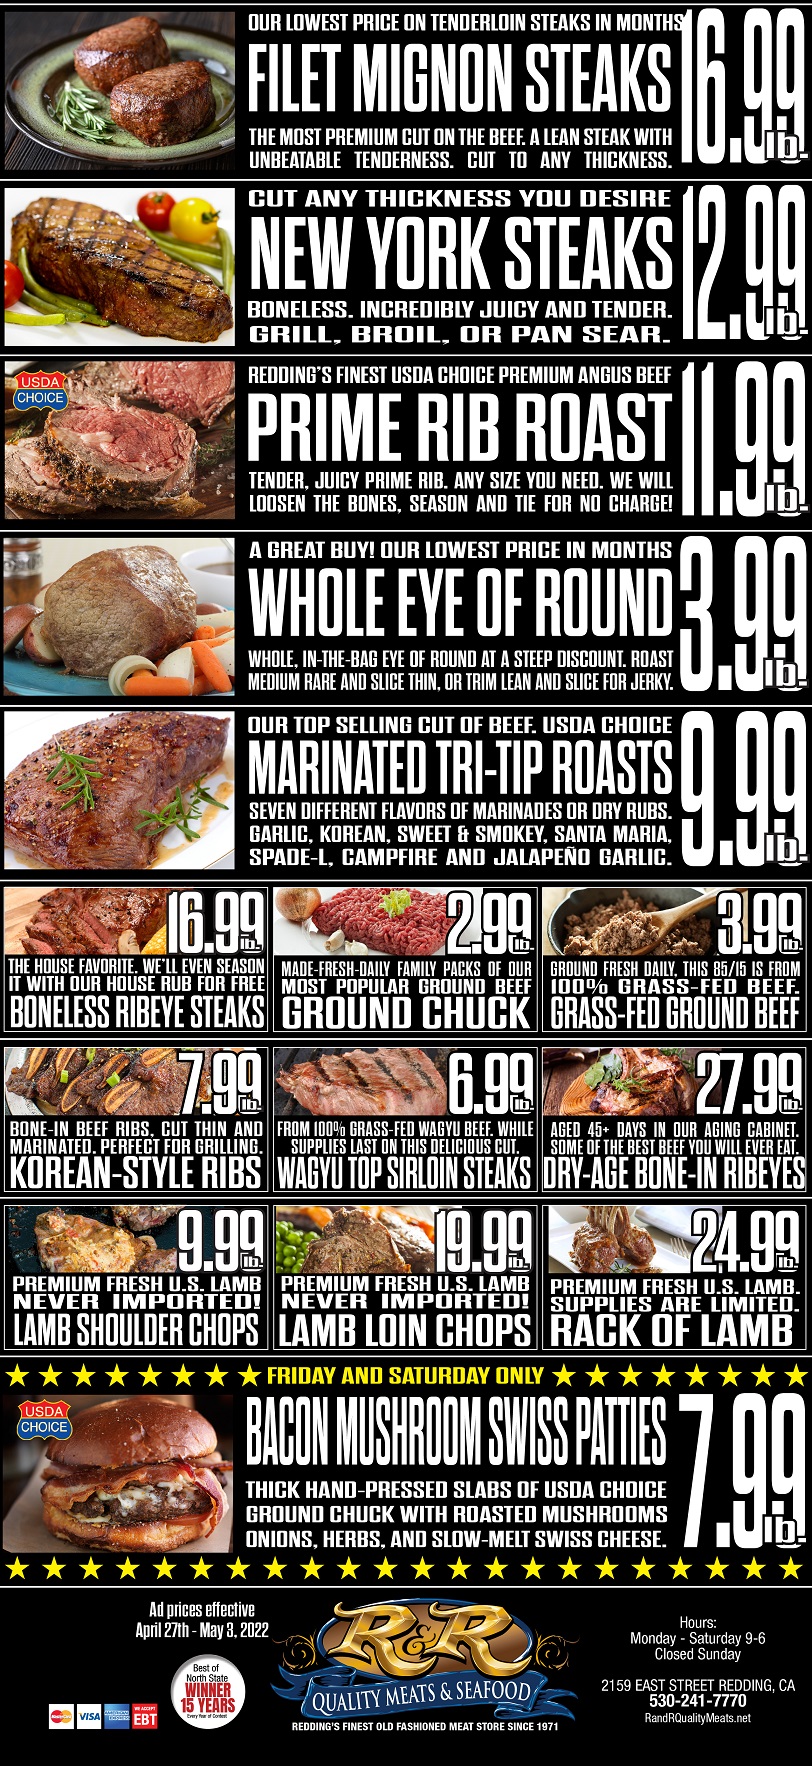 OUR LOWEST PRICE ON TENDERLOIN STEAKS IN MONTHS
FILET MIGNON STEAKS
THE MOST PREMIUM CUT ON THE BEEF. A LEAN STEAK WITH
UNBEATABLE TENDERNESS. CUT TO ANY THICKNESS.
16.99
lb.
CUT ANY THICKNESS YOU DESIRE
NEW YORK STEAKS
BONELESS. INCREDIBLY JUICY AND TENDER.
GRILL, BROIL, OR PAN SEAR.
12.99
lb.
USDA
CHOICE
REDDING'S FINEST USDA CHOICE PREMIUM ANGUS BEEF
PRIME RIB ROAST
TENDER, JUICY PRIME RIB. ANY SIZE YOU NEED. WE WILL
LOOSEN THE BONES, SEASON AND TIE FOR NO CHARGE!
11.99
lb.
A GREAT BUY! OUR LOWEST PRICE IN MONTHS
WHOLE EYE OF ROUND
WHOLE, IN-THE-BAG EYE OF ROUND AT A STEEP DISCOUNT. ROAST
MEDIUM RARE AND SLICE THIN, OR TRIM LEAN AND SLICE FOR JERKY.
3.99
lb.
OUR TOP SELLING CUT OF BEEF. USDA CHOICE
MARINATED TRI-TIP ROASTS
SEVEN DIFFERENT FLAVORS OF MARINADES OR DRY RUBS.
GARLIC, KOREAN, SWEET & SMOKEY, SANTA MARIA,
SPADE-L, CAMPFIRE AND JALAPEÑO GARLIC.
9.99
lb.
16.99
lb.
THE HOUSE FAVORITE. WE'LL EVEN SEASON
IT WITH OUR HOUSE RUB FOR FREE
BONELESS RIBEYE STEAKS
2.99
lb.
MADE-FRESH-DAILY FAMILY PACKS OF OUR
MOST POPULAR GROUND BEEF
GROUND CHUCK
3.99
lb.
GROUND FRESH DAILY, THIS 85/15 IS FROM
100% GRASS-FED BEEF.
GRASS-FED GROUND BEEF
7.99
lb.
BONE-IN BEEF RIBS, CUT THIN AND
MARINATED. PERFECT FOR GRILLING.
KOREAN-STYLE RIBS
6.99
lb.
FROM 100% GRASS-FED WAGYU BEEF. WHILE
SUPPLIES LAST ON THIS DELICIOUS CUT.
WAGYU TOP SIRLOIN STEAKS
27.99
lb.
AGED 45+ DAYS IN OUR AGING CABINET.
SOME OF THE BEST BEEF YOU WILL EVER EAT.
DRY-AGE BONE-IN RIBEYES
9.99
lb.
PREMIUM FRESH U.S. LAMB
NEVER IMPORTED!
LAMB SHOULDER CHOPS
19.99
lb.
PREMIUM FRESH U.S. LAMB
NEVER IMPORTED!
LAMB LOIN CHOPS
24.99
lb.
PREMIUM FRESH U.S. LAMB.
SUPPLIES ARE LIMITED.
RACK OF LAMB
FRIDAY AND SATURDAY ONLY
USDA
CHOICE
BACON MUSHROOM SWISS PATTIES
THICK HAND-PRESSED SLABS OF USDA CHOICE
GROUND CHUCK WITH ROASTED MUSHROOMS
ONIONS, HERBS, AND SLOW-MELT SWISS CHEESE.
7.99
lb.
Ad prices effective
April 27th - May 3, 2022
Best of
North State
WINNER
15 YEARS
Every Year of Contest
MasterCard
VISA
AMERICAN EXPRESS
WE ACCEPT
EBT
R&R
QUALITY MEATS & SEAFOOD
REDDING'S FINEST OLD FASHIONED MEAT STORE SINCE 1971
Hours:
Monday - Saturday 9-6
Closed Sunday
2159 EAST STREET REDDING, CA
530-241-7770
RandRQualityMeats.net